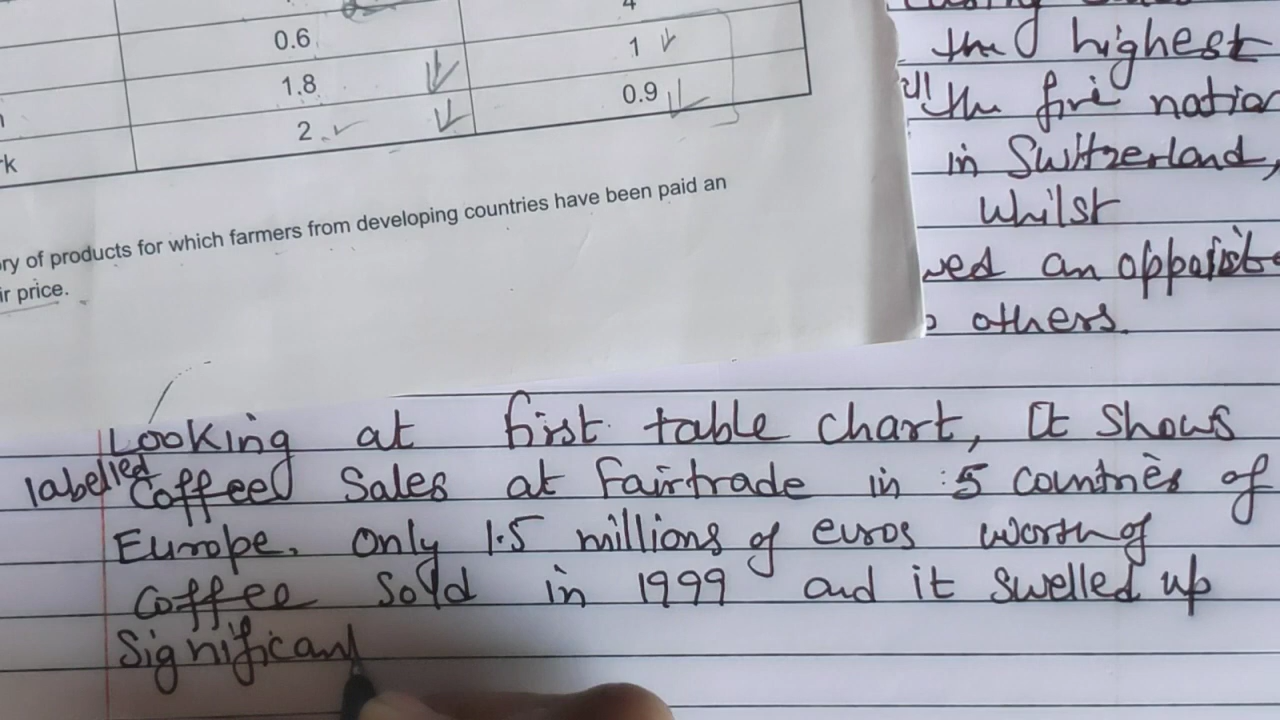 4
0.6
1
1.8
0.9
2
k
ry of products for which farmers from developing countries have been paid an
ir price.
the highest
the five nation
in Switzerland,
whilst
wed an opposite
others.
Looking at first table chart, It shows
labelled Coffee Sales at Fairtrade in 5 countries of
Europe. Only 1.5 millions of euros worth of
Coffee sold in 1999 and it swelled up
Significant